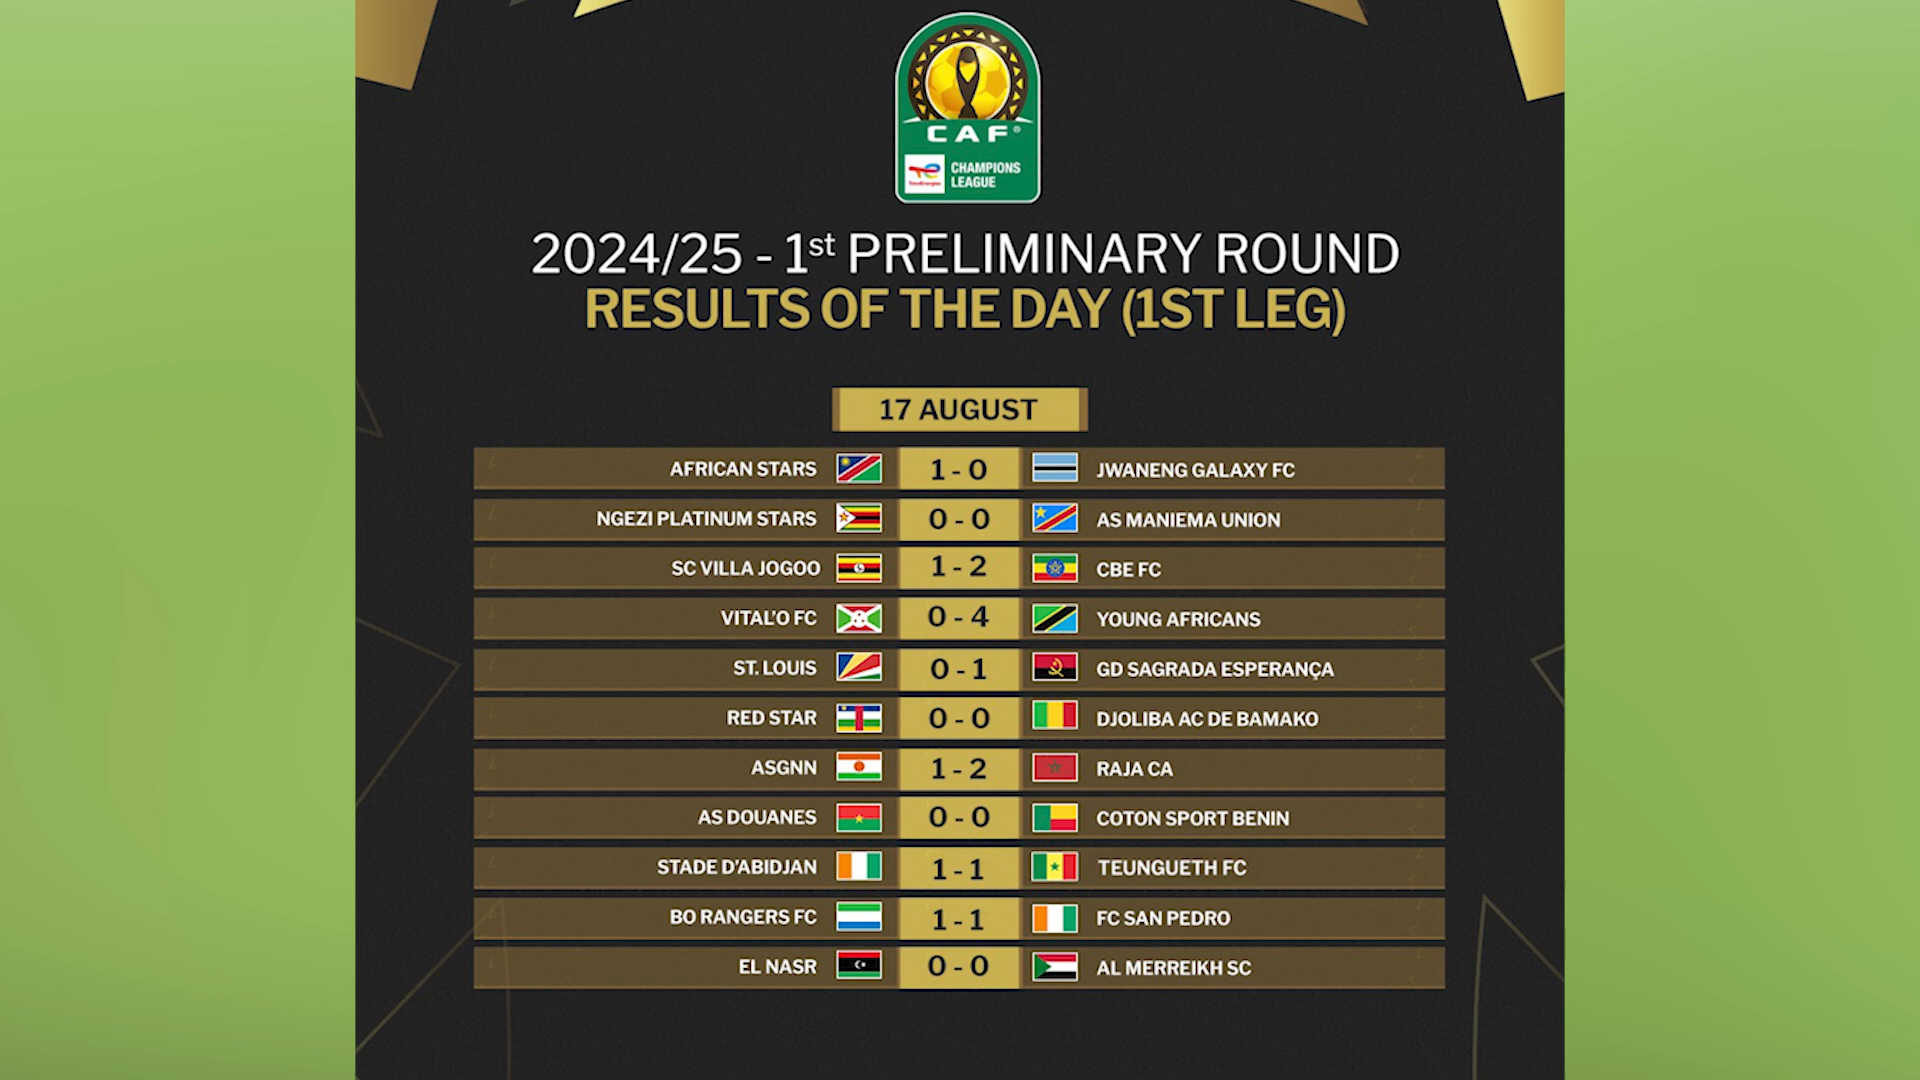 CAF®
TotalEnergies
CHAMPIONS
LEAGUE
2024/25 - 1st PRELIMINARY ROUND
RESULTS OF THE DAY (1ST LEG)
17 AUGUST
AFRICAN STARS 1 - 0 JWANENG GALAXY FC
NGEZI PLATINUM STARS 0 - 0 AS MANIEMA UNION
SC VILLA JOGOO 1 - 2 CBE FC
VITAL'O FC 0 - 4 YOUNG AFRICANS
ST. LOUIS 0 - 1 GD SAGRADA ESPERANÇA
RED STAR 0 - 0 DJOLIBA AC DE BAMAKO
ASGNN 1 - 2 RAJA CA
AS DOUANES 0 - 0 COTON SPORT BENIN
STADE D'ABIDJAN 1 - 1 TEUNGUETH FC
BO RANGERS FC 1 - 1 FC SAN PEDRO
EL NASR 0 - 0 AL MERREIKH SC